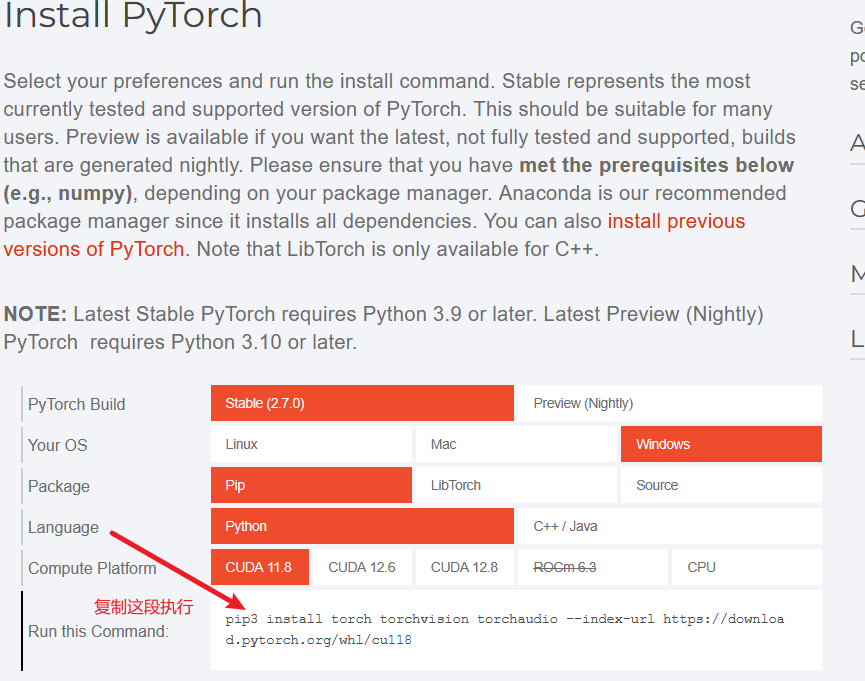 Install PyTorch
Select your preferences and run the install command. Stable represents the most
currently tested and supported version of PyTorch. This should be suitable for many
users. Preview is available if you want the latest, not fully tested and supported, builds
that are generated nightly. Please ensure that you have met the prerequisites below
(e.g., numpy), depending on your package manager. Anaconda is our recommended
package manager since it installs all dependencies. You can also install previous
versions of PyTorch. Note that LibTorch is only available for C++.
NOTE: Latest Stable PyTorch requires Python 3.9 or later. Latest Preview (Nightly)
PyTorch requires Python 3.10 or later.
PyTorch Build Stable (2.7.0) Preview (Nightly)
Your OS Linux Mac Windows
Package Pip LibTorch Source
Language Python C++ / Java
Compute Platform CUDA 11.8 CUDA 12.6 CUDA 12.8 ROCm 6.3 CPU
复制这段执行
Run this Command:
pip3 install torch torchvision torchaudio --index-url https://downloa
d.pytorch.org/whl/cu118